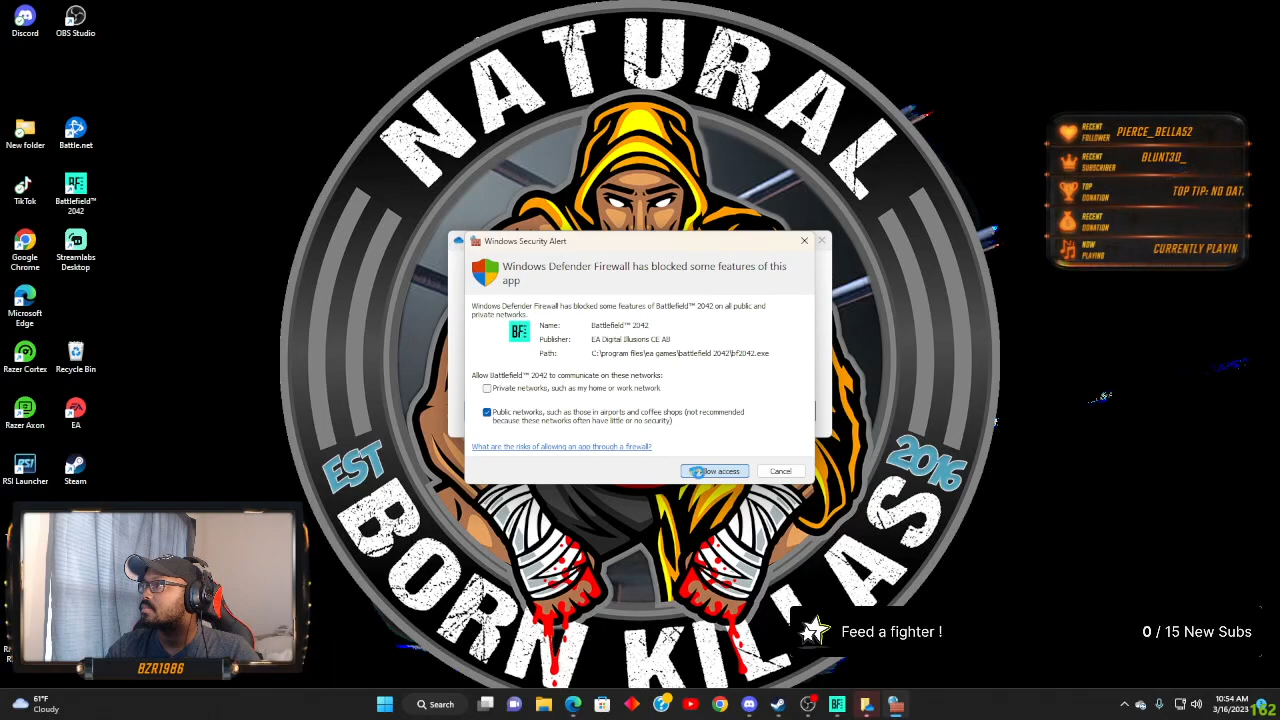 Discord
OBS Studio
New folder
Battle.net
TikTok
Battlefield™
2042
Google
Chrome
Streamlabs
Desktop
Microsoft
Edge
Razer Cortex
Recycle Bin
Razer Axon
EA
Steam
NATURAL
BORN KILLAS
EST
2016
RECENT
FOLLOWER
PIERCE_BELLA52
RECENT
SUBSCRIBER
BLUNT3D_
TOP
DONATION
TOP TIP: NO DAT.
RECENT
DONATION
NOW
PLAYING
CURRENTLY PLAYIN
Windows Security Alert
Windows Defender Firewall has blocked some features of this
app
Windows Defender Firewall has blocked some features of Battlefield™ 2042 on all public and
private networks.
BF
Name: Battlefield™ 2042
Publisher: EA Digital Illusions CE AB
Path: C:\program files\ea games\battlefield 2042\bf2042.exe
Allow Battlefield™ 2042 to communicate on these networks:
Private networks, such as my home or work network
Public networks, such as those in airports and coffee shops (not recommended
because these networks often have little or no security)
What are the risks of allowing an app through a firewall?
access
Cancel
BZR1986
Feed a fighter !
0 / 15 New Subs
61°F
Cloudy
Search
10:54 AM
3/16/2023